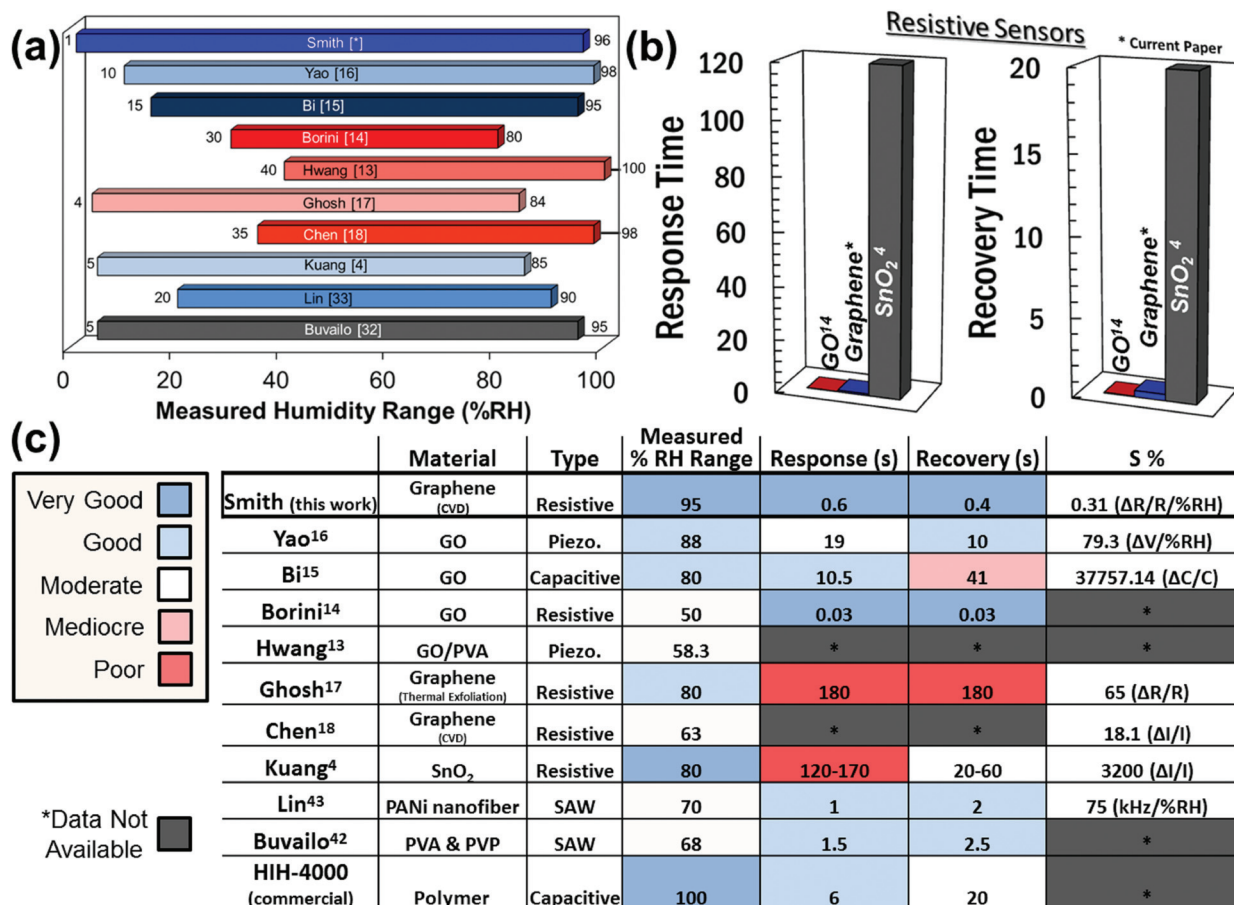 (a)
1 Smith [*] 96
10 Yao [16] 98
15 Bi [15] 95
30 Borini [14] 80
40 Hwang [13] 100
4 Ghosh [17] 84
35 Chen [18] 98
5 Kuang [4] 85
20 Lin [33] 90
5 Buvailo [32] 95
0 20 40 60 80 100
Measured Humidity Range (%RH)
(b)
Resistive Sensors
* Current Paper
Response Time
120
100
80
60
40
20
0
GO¹⁴
Graphene*
SnO₂ ⁴
Recovery Time
20
15
10
5
0
GO¹⁴
Graphene*
SnO₂ ⁴
(c)
Very Good
Good
Moderate
Mediocre
Poor
*Data Not
Available
Material Type Measured % RH Range Response (s) Recovery (s) S %
Smith (this work) Graphene (CVD) Resistive 95 0.6 0.4 0.31 (ΔR/R/%RH)
Yao¹⁶ GO Piezo. 88 19 10 79.3 (ΔV/%RH)
Bi¹⁵ GO Capacitive 80 10.5 41 37757.14 (ΔC/C)
Borini¹⁴ GO Resistive 50 0.03 0.03 *
Hwang¹³ GO/PVA Piezo. 58.3 * * *
Ghosh¹⁷ Graphene (Thermal Exfoliation) Resistive 80 180 180 65 (ΔR/R)
Chen¹⁸ Graphene (CVD) Resistive 63 * * 18.1 (ΔI/I)
Kuang⁴ SnO₂ Resistive 80 120-170 20-60 3200 (ΔI/I)
Lin⁴³ PANi nanofiber SAW 70 1 2 75 (kHz/%RH)
Buvailo⁴² PVA & PVP SAW 68 1.5 2.5 *
HIH-4000 (commercial) Polymer Capacitive 100 6 20 *